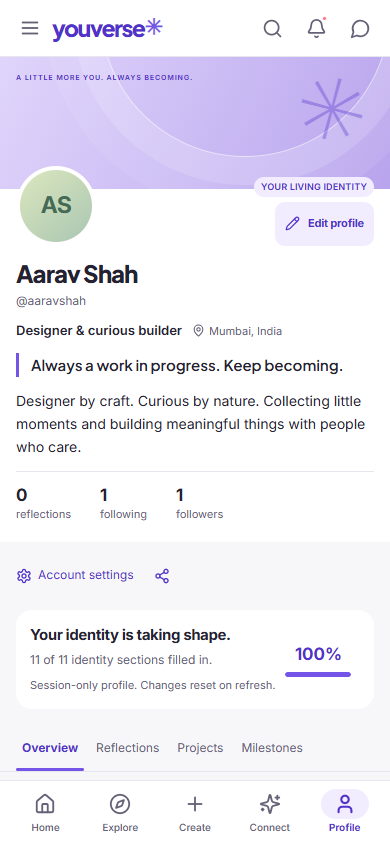 youverse
A LITTLE MORE YOU. ALWAYS BECOMING.
YOUR LIVING IDENTITY
AS
Edit profile
Aarav Shah
@aaravshah
Designer & curious builder Mumbai, India
Always a work in progress. Keep becoming.
Designer by craft. Curious by nature. Collecting little
moments and building meaningful things with people
who care.
0 1 1
reflections following followers
Account settings
Your identity is taking shape.
11 of 11 identity sections filled in.
100%
Session-only profile. Changes reset on refresh.
Overview Reflections Projects Milestones
Home Explore Create Connect Profile